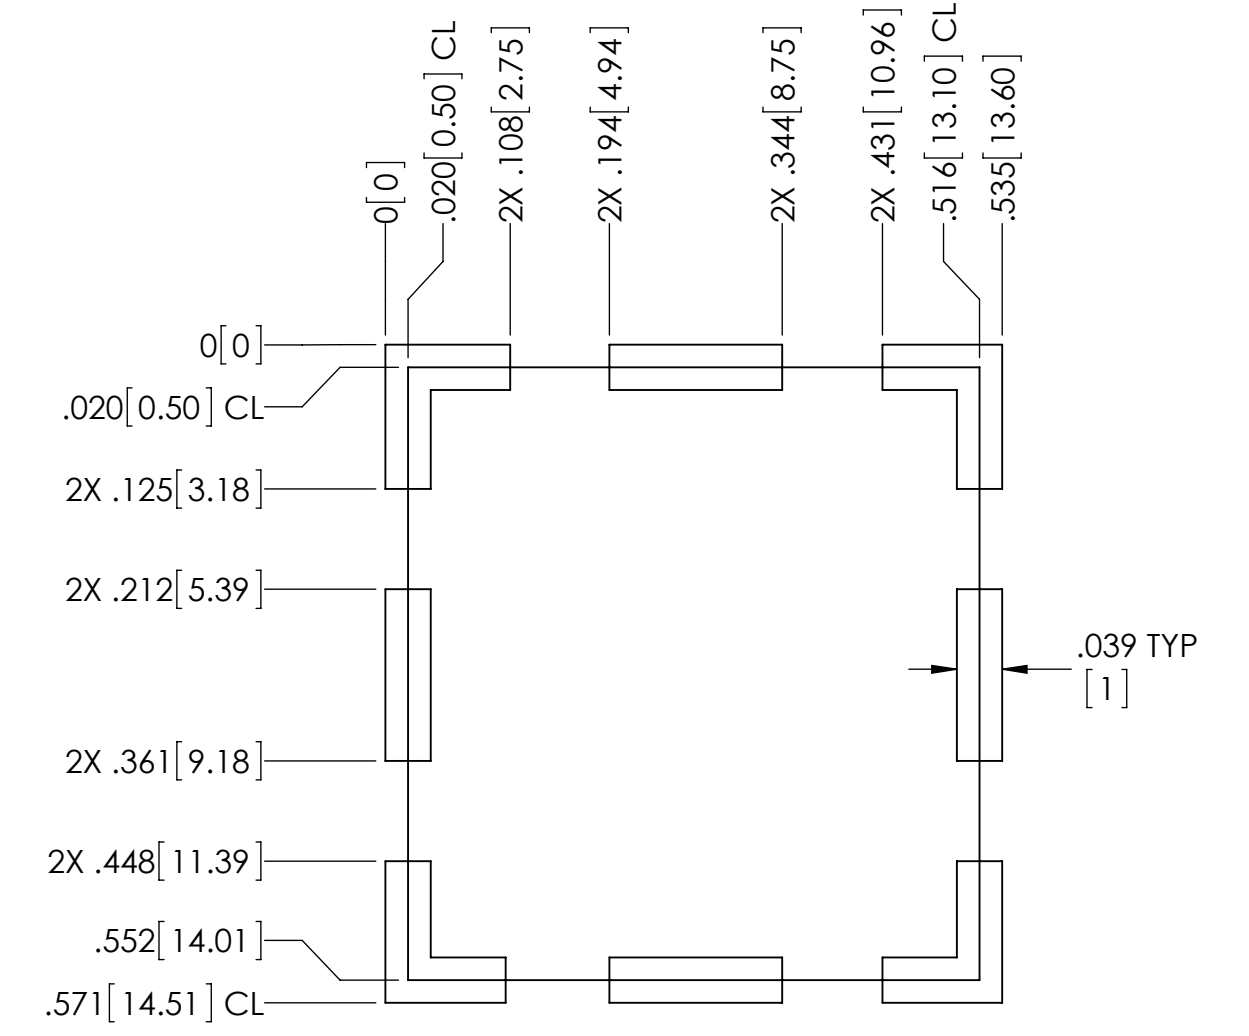 0[0]
.020[0.50] CL
2X .108[2.75]
2X .194[4.94]
2X .344[8.75]
2X .431[10.96]
.516[13.10] CL
.535[13.60]
0[0]
.020[0.50] CL
2X .125[3.18]
2X .212[5.39]
.039 TYP
[1]
2X .361[9.18]
2X .448[11.39]
.552[14.01]
.571[14.51] CL